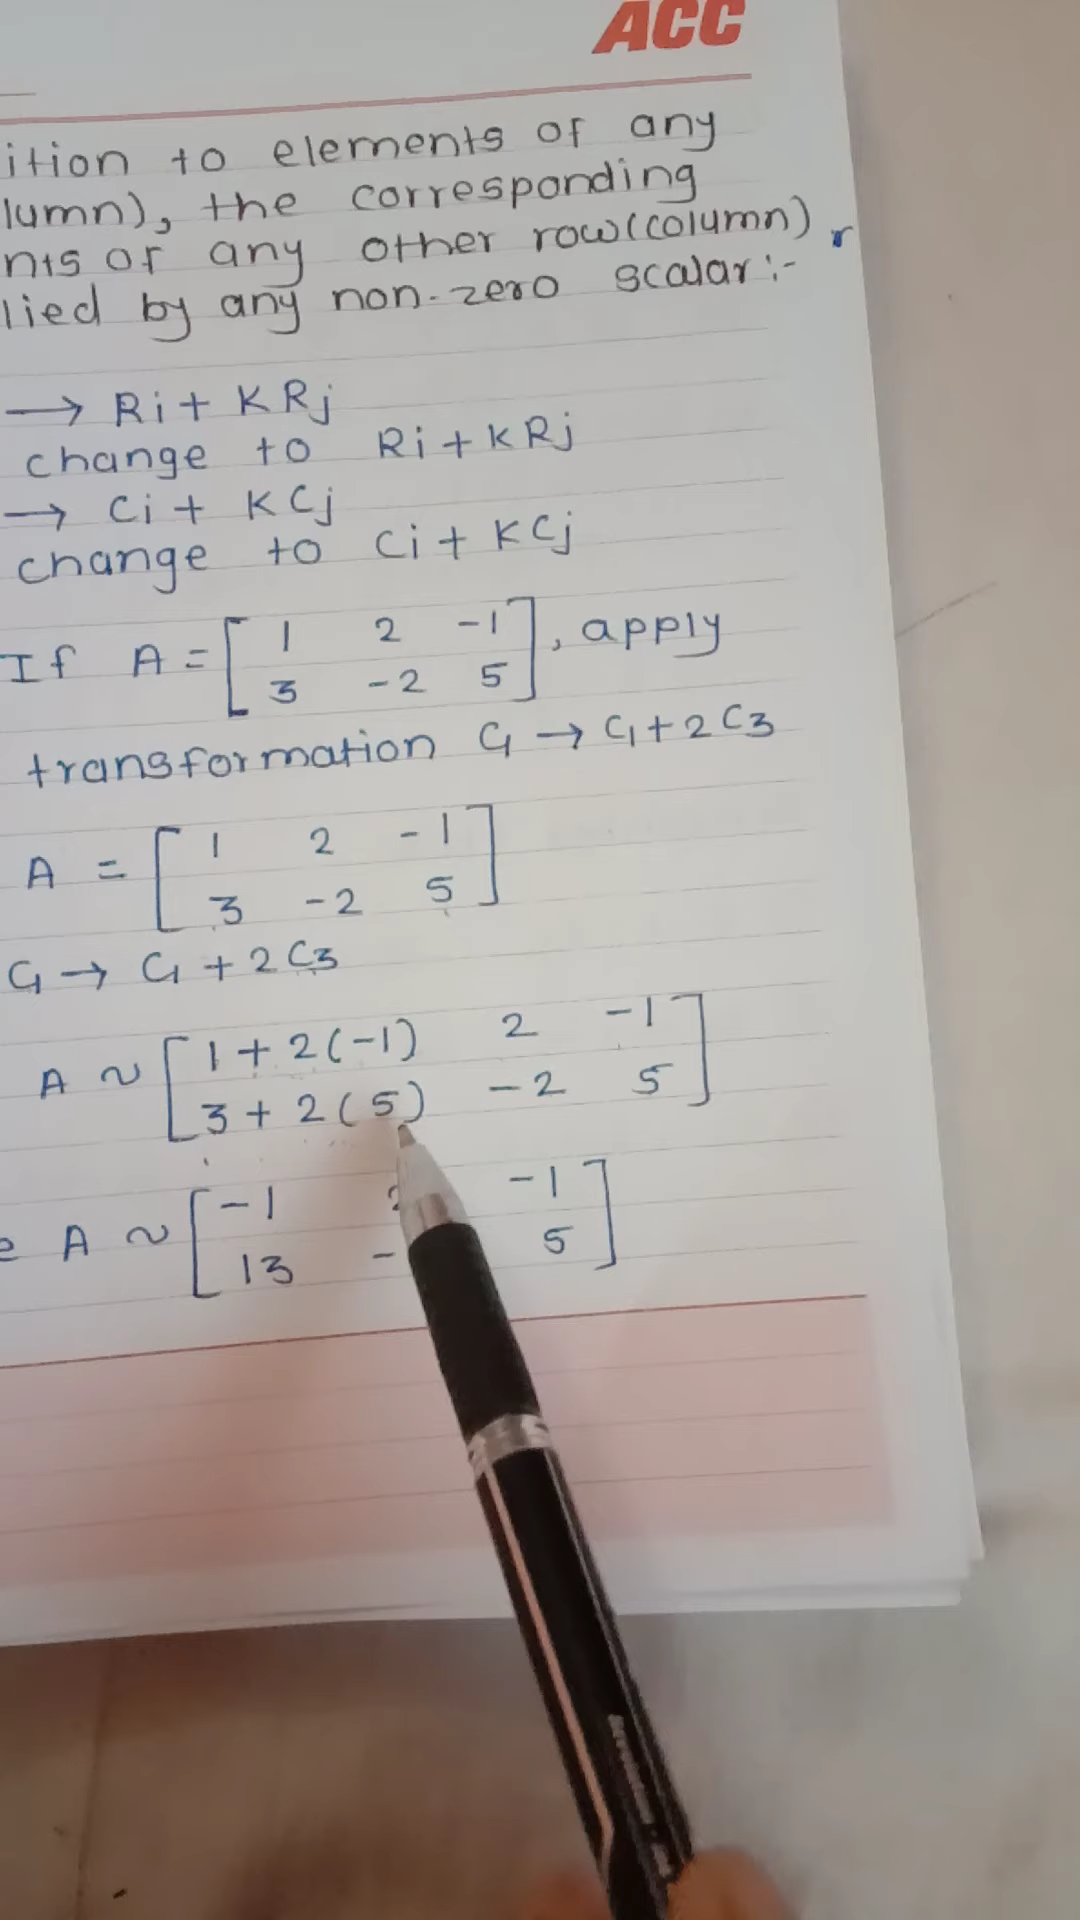 ACC
ition to elements of any
lumn), the corresponding
nts of any other row(column)
lied by any non-zero scalar:-
→ Ri + KRj
change to Ri + KRj
→ Ci + KCj
change to Ci + KCj
If A = [ 1 2 -1 ], apply
3 -2 5
transformation C1 → C1 + 2C3
A = [ 1 2 -1 ]
3 -2 5
C1 → C1 + 2C3
A ~ [ 1 + 2(-1) 2 -1 ]
3 + 2(5) -2 5
e A ~ [ -1 2 -1 ]
13 - 5